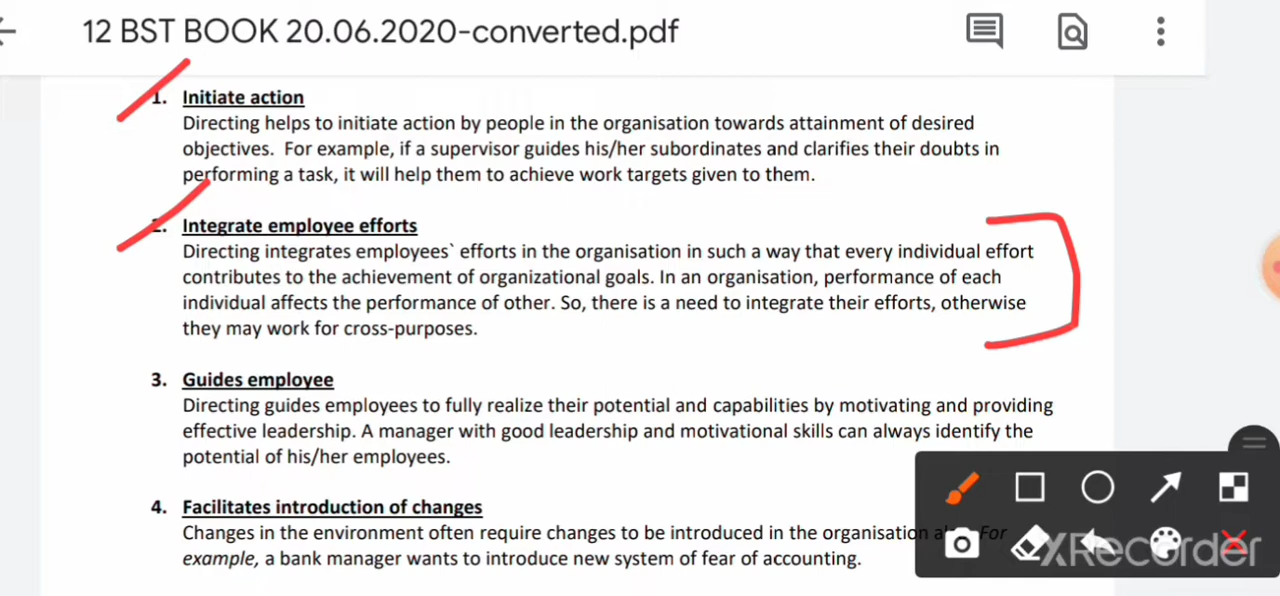 12 BST BOOK 20.06.2020-converted.pdf
1. Initiate action
Directing helps to initiate action by people in the organisation towards attainment of desired
objectives. For example, if a supervisor guides his/her subordinates and clarifies their doubts in
performing a task, it will help them to achieve work targets given to them.
2. Integrate employee efforts
Directing integrates employees` efforts in the organisation in such a way that every individual effort
contributes to the achievement of organizational goals. In an organisation, performance of each
individual affects the performance of other. So, there is a need to integrate their efforts, otherwise
they may work for cross-purposes.
3. Guides employee
Directing guides employees to fully realize their potential and capabilities by motivating and providing
effective leadership. A manager with good leadership and motivational skills can always identify the
potential of his/her employees.
4. Facilitates introduction of changes
Changes in the environment often require changes to be introduced in the organisation For
example, a bank manager wants to introduce new system of fear of accounting.
XRecorder